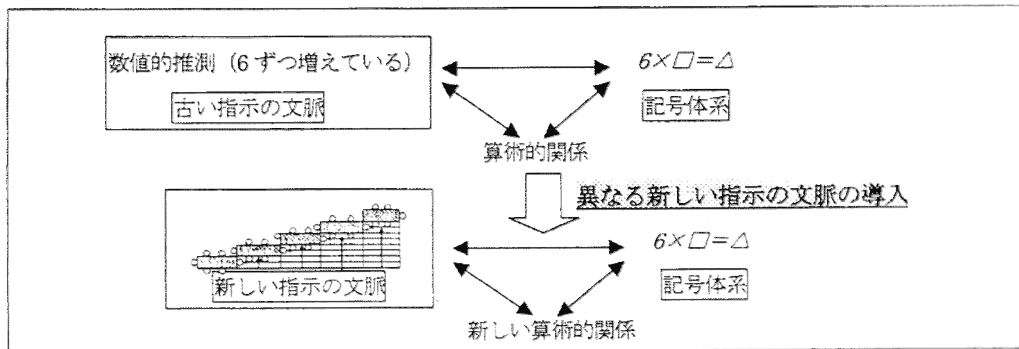 数値的推測（6ずつ増えている）
6×□=△
古い指示の文脈
記号体系
算術的関係
異なる新しい指示の文脈の導入
6×□=△
新しい指示の文脈
記号体系
新しい算術的関係